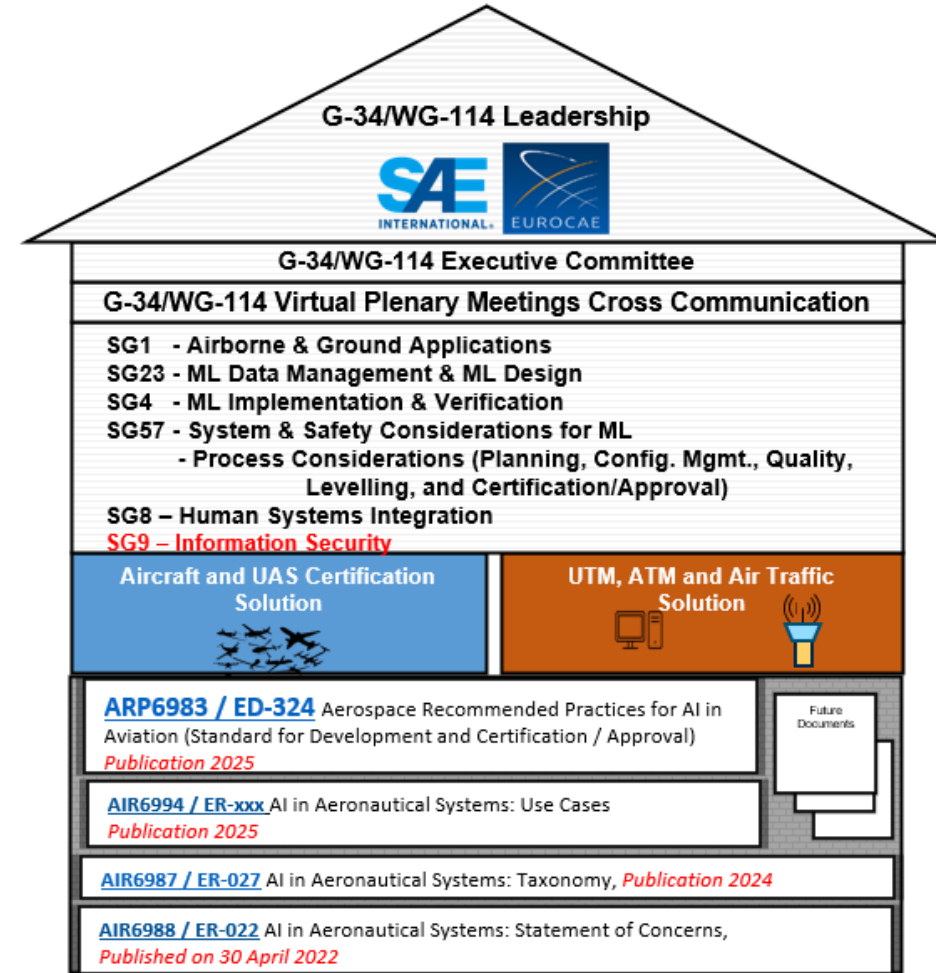 G-34/WG-114 Leadership
SAE
INTERNATIONAL®
EUROCAE
G-34/WG-114 Executive Committee
G-34/WG-114 Virtual Plenary Meetings Cross Communication
SG1 - Airborne & Ground Applications
SG23 - ML Data Management & ML Design
SG4 - ML Implementation & Verification
SG57 - System & Safety Considerations for ML
- Process Considerations (Planning, Config. Mgmt., Quality,
Levelling, and Certification/Approval)
SG8 – Human Systems Integration
SG9 – Information Security
Aircraft and UAS Certification
Solution
UTM, ATM and Air Traffic
Solution
ARP6983 / ED-324 Aerospace Recommended Practices for AI in
Aviation (Standard for Development and Certification / Approval)
Publication 2025
Future
Documents
AIR6994 / ER-xxx AI in Aeronautical Systems: Use Cases
Publication 2025
AIR6987 / ER-027 AI in Aeronautical Systems: Taxonomy, Publication 2024
AIR6988 / ER-022 AI in Aeronautical Systems: Statement of Concerns,
Published on 30 April 2022